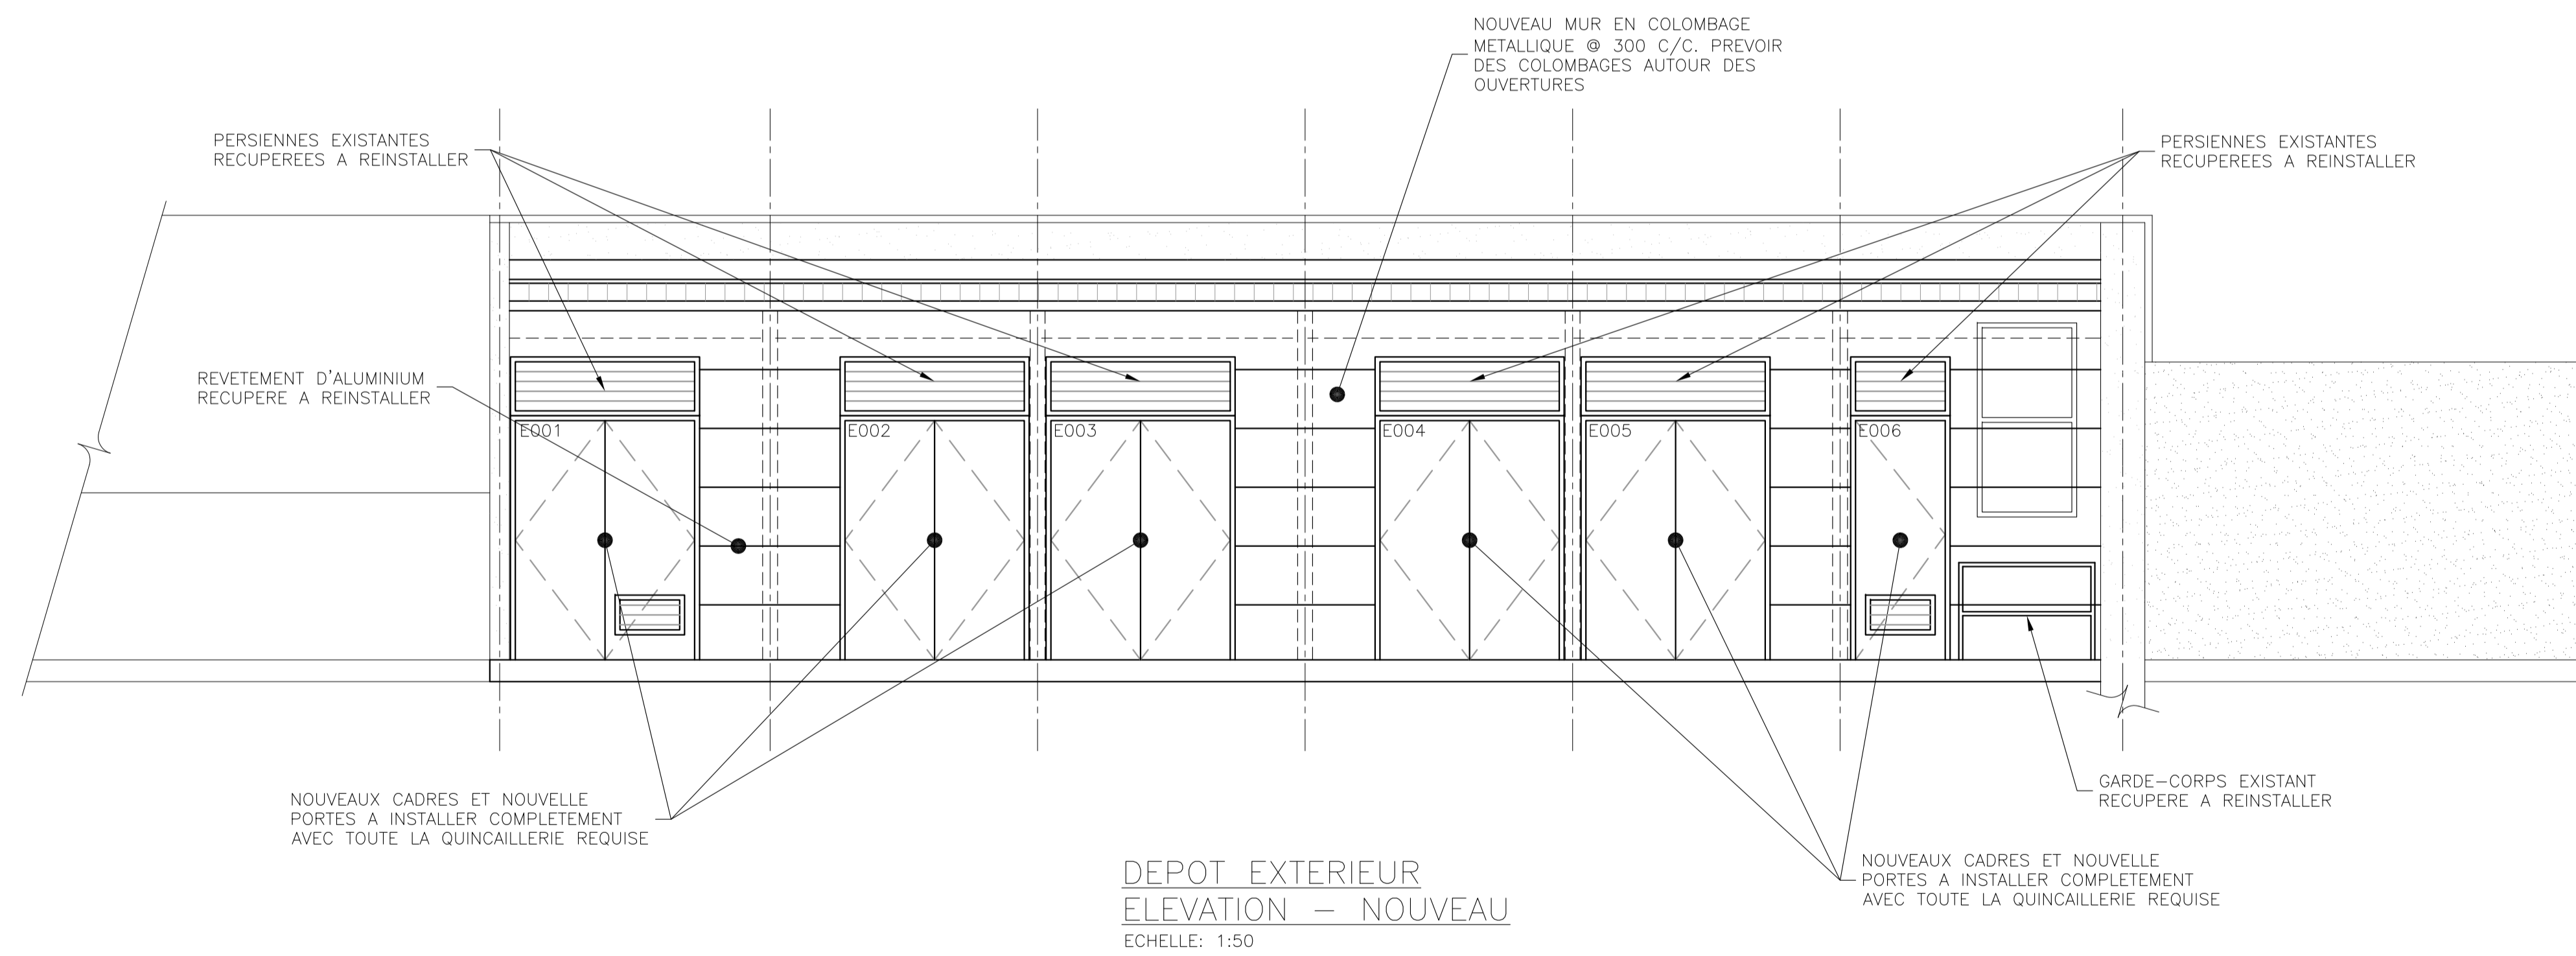 NOUVEAU MUR EN COLOMBAGE
METALLIQUE @ 300 C/C. PREVOIR
DES COLOMBAGES AUTOUR DES
OUVERTURES
PERSIENNES EXISTANTES
RECUPEREES A REINSTALLER
PERSIENNES EXISTANTES
RECUPEREES A REINSTALLER
REVETEMENT D'ALUMINIUM
RECUPERE A REINSTALLER
E001
E002
E003
E004
E005
E006
NOUVEAUX CADRES ET NOUVELLE
PORTES A INSTALLER COMPLETEMENT
AVEC TOUTE LA QUINCAILLERIE REQUISE
GARDE-CORPS EXISTANT
RECUPERE A REINSTALLER
NOUVEAUX CADRES ET NOUVELLE
PORTES A INSTALLER COMPLETEMENT
AVEC TOUTE LA QUINCAILLERIE REQUISE
DEPOT EXTERIEUR
ELEVATION - NOUVEAU
ECHELLE: 1:50